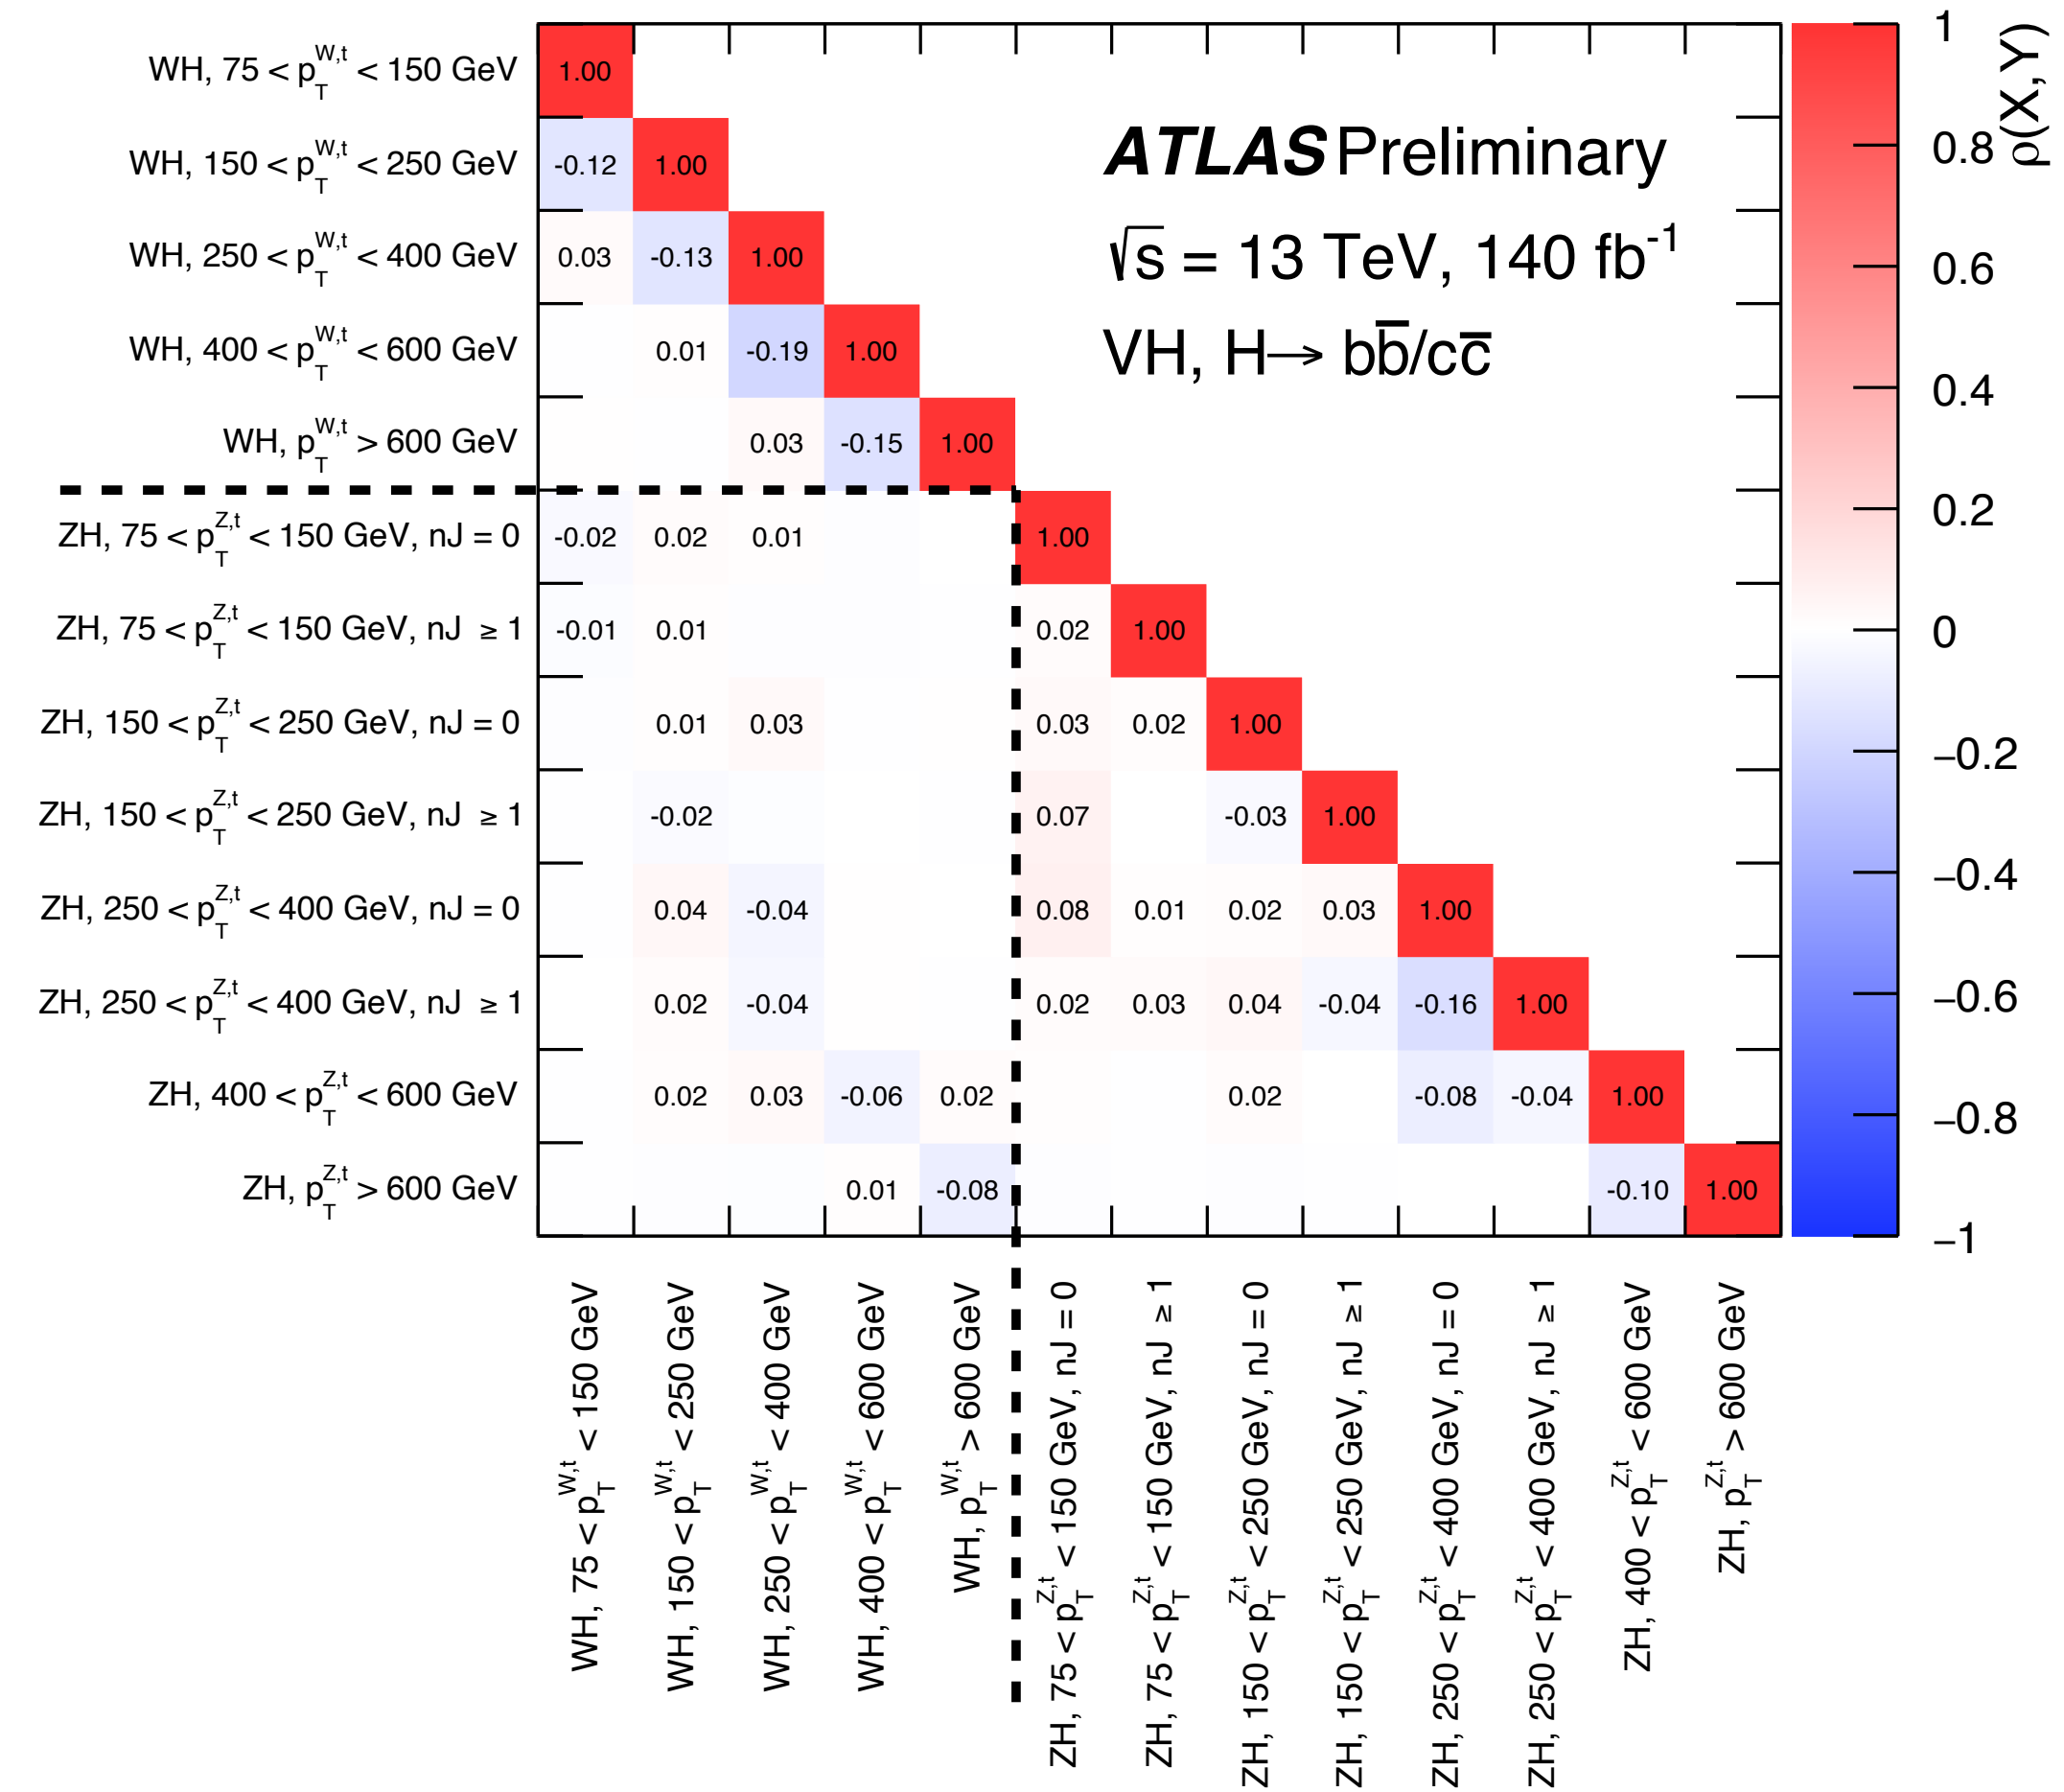 WH, 75 < p_T^{W,t} < 150 GeV 1.00
WH, 150 < p_T^{W,t} < 250 GeV -0.12 1.00
WH, 250 < p_T^{W,t} < 400 GeV 0.03 -0.13 1.00
WH, 400 < p_T^{W,t} < 600 GeV 0.01 -0.19 1.00
WH, p_T^{W,t} > 600 GeV 0.03 -0.15 1.00
ZH, 75 < p_T^{Z,t} < 150 GeV, nJ = 0 -0.02 0.02 0.01 1.00
ZH, 75 < p_T^{Z,t} < 150 GeV, nJ ≥ 1 -0.01 0.01 0.02 1.00
ZH, 150 < p_T^{Z,t} < 250 GeV, nJ = 0 0.01 0.03 0.03 0.02 1.00
ZH, 150 < p_T^{Z,t} < 250 GeV, nJ ≥ 1 -0.02 0.07 -0.03 1.00
ZH, 250 < p_T^{Z,t} < 400 GeV, nJ = 0 0.04 -0.04 0.08 0.01 0.02 0.03 1.00
ZH, 250 < p_T^{Z,t} < 400 GeV, nJ ≥ 1 0.02 -0.04 0.02 0.03 0.04 -0.04 -0.16 1.00
ZH, 400 < p_T^{Z,t} < 600 GeV 0.02 0.03 -0.06 0.02 0.02 -0.08 -0.04 1.00
ZH, p_T^{Z,t} > 600 GeV 0.01 -0.08 -0.10 1.00
ATLAS Preliminary
√s = 13 TeV, 140 fb⁻¹
VH, H→ bb̅/cc̅
1
0.8
0.6
0.4
0.2
0
−0.2
−0.4
−0.6
−0.8
−1
ρ(X,Y)
WH, 75 < p_T^{W,t} < 150 GeV
WH, 150 < p_T^{W,t} < 250 GeV
WH, 250 < p_T^{W,t} < 400 GeV
WH, 400 < p_T^{W,t} < 600 GeV
WH, p_T^{W,t} > 600 GeV
ZH, 75 < p_T^{Z,t} < 150 GeV, nJ = 0
ZH, 75 < p_T^{Z,t} < 150 GeV, nJ ≥ 1
ZH, 150 < p_T^{Z,t} < 250 GeV, nJ = 0
ZH, 150 < p_T^{Z,t} < 250 GeV, nJ ≥ 1
ZH, 250 < p_T^{Z,t} < 400 GeV, nJ = 0
ZH, 250 < p_T^{Z,t} < 400 GeV, nJ ≥ 1
ZH, 400 < p_T^{Z,t} < 600 GeV
ZH, p_T^{Z,t} > 600 GeV